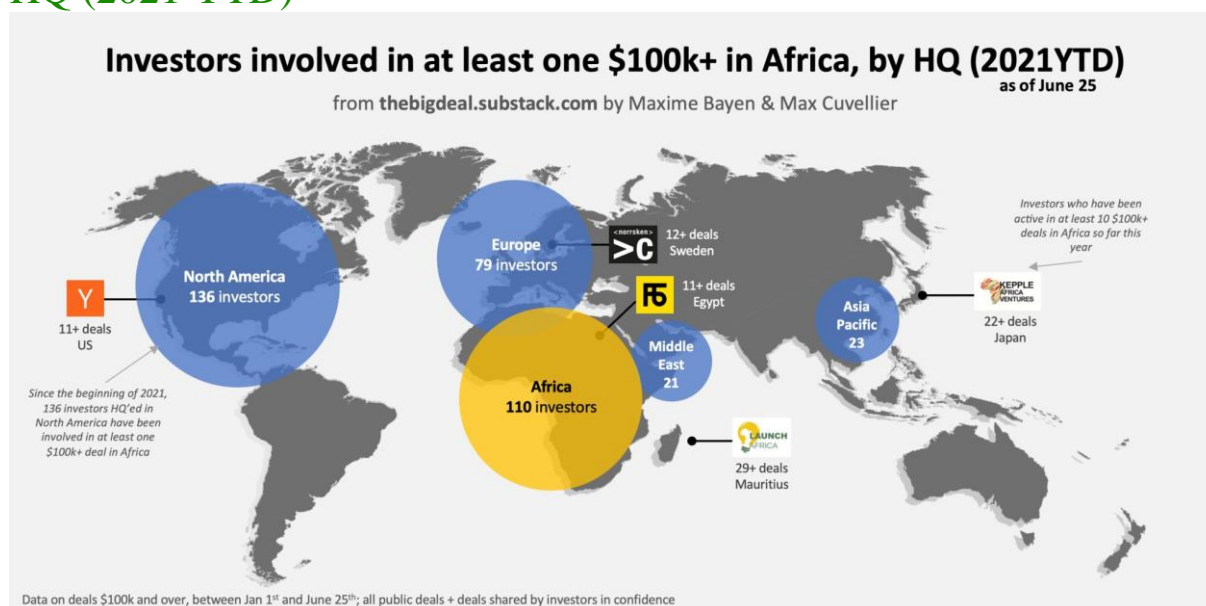 HQ (2021 YTD)
Investors involved in at least one $100k+ in Africa, by HQ (2021YTD)
as of June 25
from thebigdeal.substack.com by Maxime Bayen & Max Cuvellier
North America
136 investors
Europe
79 investors
<norrsken>
>C
12+ deals
Sweden
F6
11+ deals
Egypt
Investors who have been
active in at least 10 $100k+
deals in Africa so far this
year
Y
11+ deals
US
Asia
Pacific
23
KEPPLE
AFRICA
VENTURES
22+ deals
Japan
Middle
East
21
Africa
110 investors
Since the beginning of 2021,
136 investors HQ'ed in
North America have been
involved in at least one
$100k+ deal in Africa
LAUNCH
AFRICA
29+ deals
Mauritius
Data on deals $100k and over, between Jan 1st and June 25th; all public deals + deals shared by investors in confidence